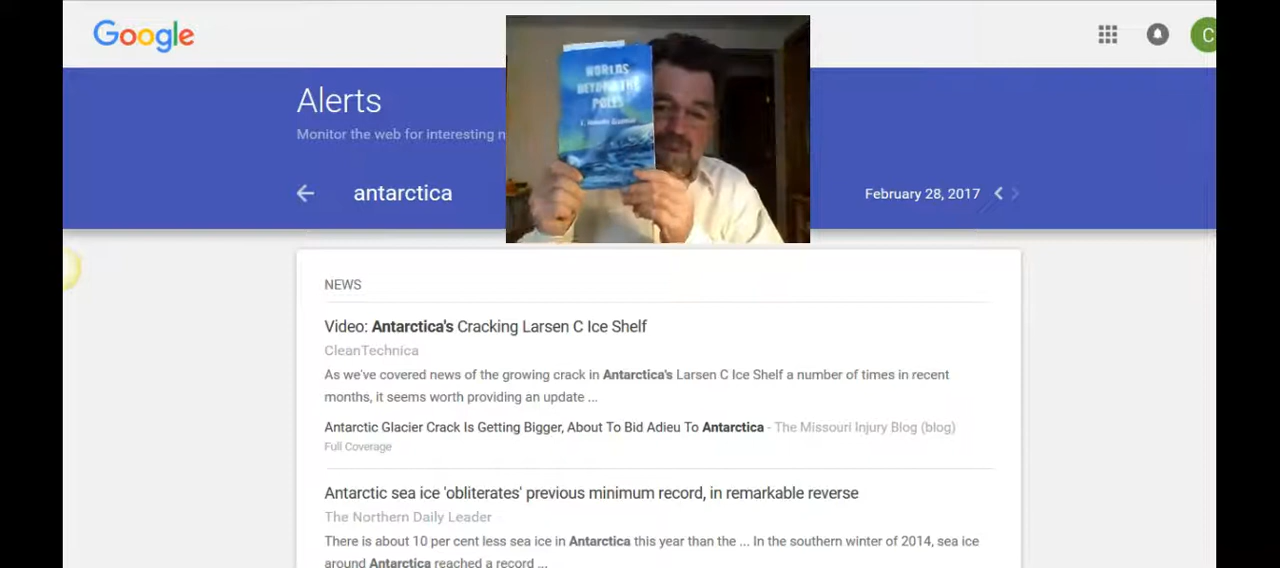 Google
C
Alerts
Monitor the web for interesting n
antarctica
February 28, 2017
WORLDS
BEYOND THE
POLES
NEWS
Video: Antarctica's Cracking Larsen C Ice Shelf
CleanTechnica
As we've covered news of the growing crack in Antarctica's Larsen C Ice Shelf a number of times in recent
months, it seems worth providing an update ...
Antarctic Glacier Crack Is Getting Bigger, About To Bid Adieu To Antarctica - The Missouri Injury Blog (blog)
Full Coverage
Antarctic sea ice 'obliterates' previous minimum record, in remarkable reverse
The Northern Daily Leader
There is about 10 per cent less sea ice in Antarctica this year than the ... In the southern winter of 2014, sea ice
around Antarctica reached a record ...